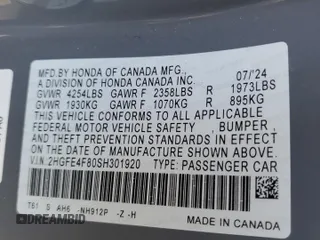 MFD.BY HONDA OF CANADA MFG.,
A DIV.OF HONDA CANADA INC. 07/'24
GVWR 4254LBS GAWR F 2358LBS R 1973LBS
GVWR 1930KG GAWR F 1070KG R 895KG
THIS VEHICLE CONFORMS TO ALL APPLICABLE
FEDERAL MOTOR VEHICLE SAFETY, BUMPER, AND
THEFT PREVENTION STANDARDS IN EFFECT ON THE
DATE OF MANUFACTURE SHOWN ABOVE.
V.I.N:2HGFE4F80SH301920 TYPE:PASSENGER CAR
T61 S AH6 -NH912P -Z -H
MADE IN CANADA